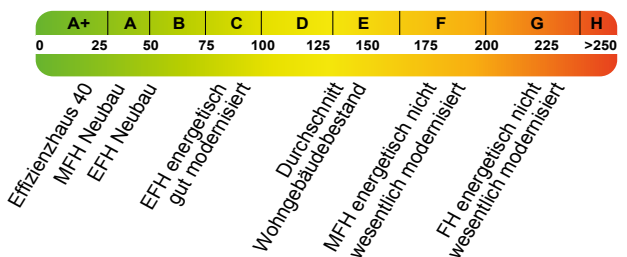 A+ A B C D E F G H
0 25 50 75 100 125 150 175 200 225 >250
Effizienzhaus 40
MFH Neubau
EFH Neubau
EFH energetisch
gut modernisiert
Durchschnitt
Wohngebäudebestand
MFH energetisch nicht
wesentlich modernisiert
FH energetisch nicht
wesentlich modernisiert